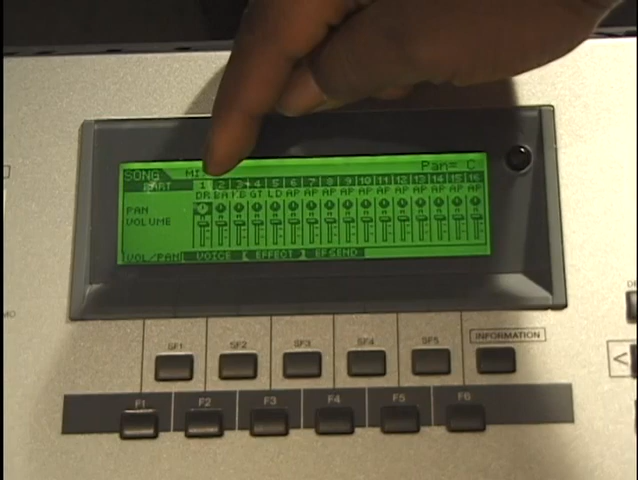 SONG MI Pan= C
PART 1 2 3 4 5 6 7 8 9 10 11 12 13 14 15 16
DR BA KB GT LD AP AP AP AP AP AP AP AP AP AP AP
PAN
VOLUME
VOL/PAN VOICE EFFECT EF.SEND
SF1 SF2 SF3 SF4 SF5 INFORMATION
F1 F2 F3 F4 F5 F6
<